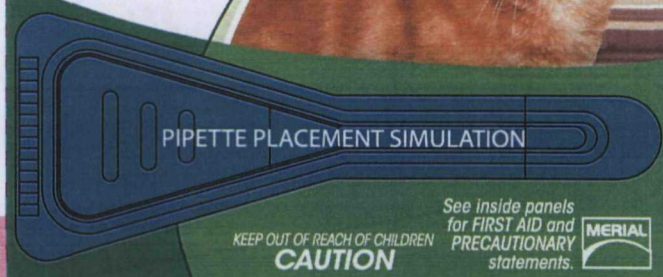 PIPETTE PLACEMENT SIMULATION
See inside panels
for FIRST AID and
PRECAUTIONARY
statements.
KEEP OUT OF REACH OF CHILDREN
CAUTION
MERIAL